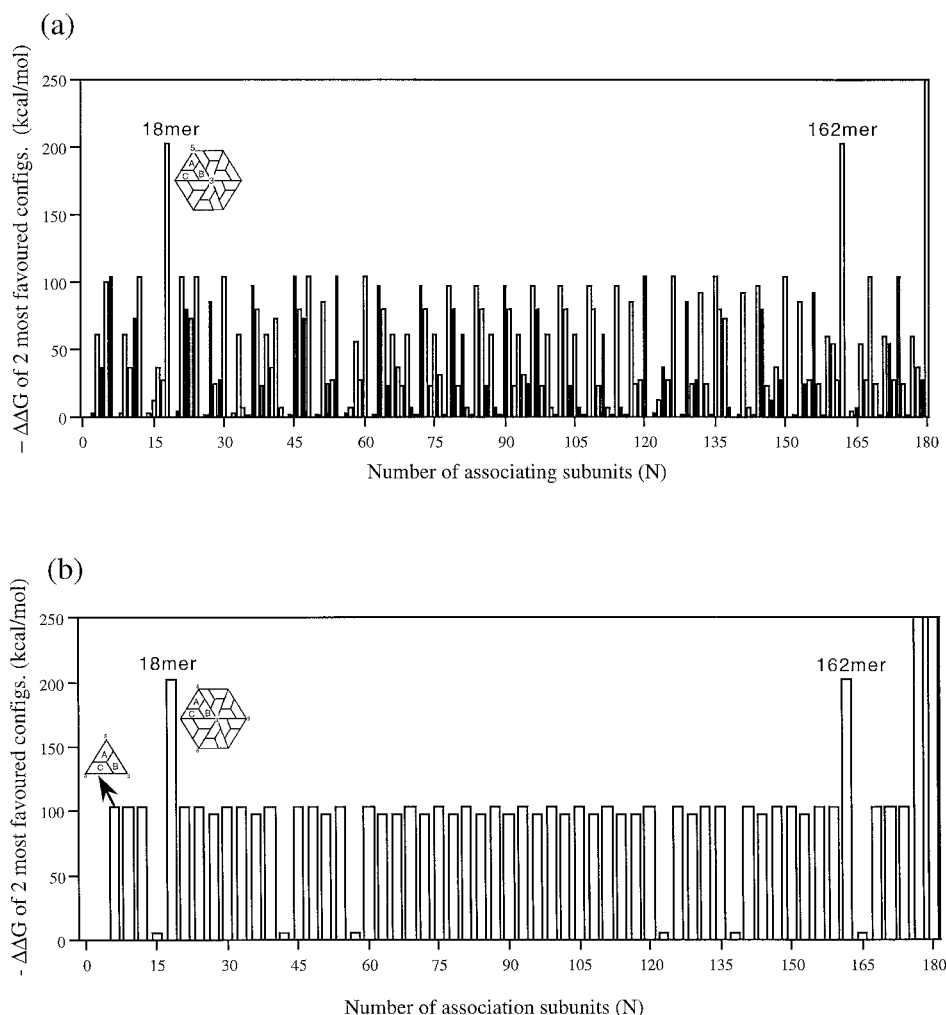 (a)
− ΔΔG of 2 most favoured configs. (kcal/mol)
250
200
150
100
50
0
18mer
162mer
5
A
C
B
3
0 15 30 45 60 75 90 105 120 135 150 165 180
Number of associating subunits (N)
(b)
- ΔΔG of 2 most favoured configs. (kcal/mol)
250
200
150
100
50
0
18mer
162mer
A
C
B
A
C
B
0 15 30 45 60 75 90 105 120 135 150 165 180
Number of association subunits (N)